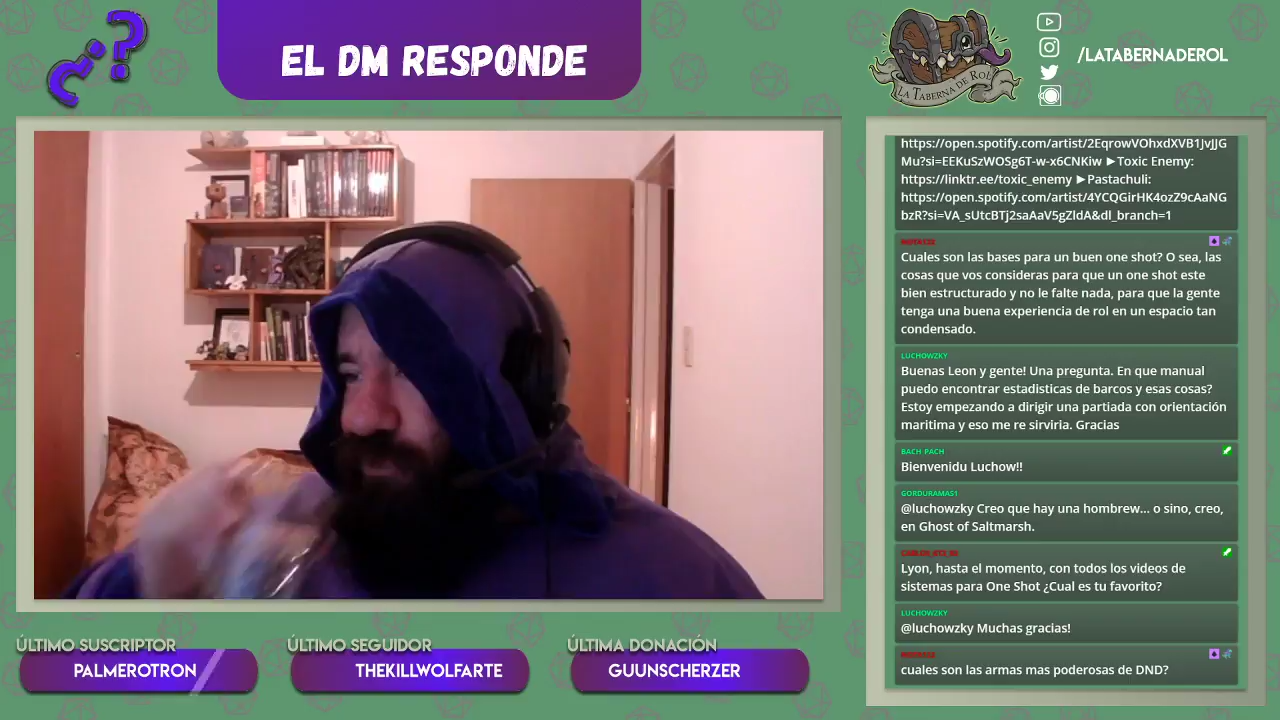 EL DM RESPONDE
LA TABERNA DE ROL
/LATABERNADEROL
https://open.spotify.com/artist/2EqrowVOhxdXVB1JvJJG
Mu?si=EEKuSzWOSg6T-w-x6CNKiw ►Toxic Enemy:
https://linktr.ee/toxic_enemy ►Pastachuli:
https://open.spotify.com/artist/4YCQGirHK4ozZ9cAaNG
bzR?si=VA_sUtcBTj2saAaV5gZldA&dl_branch=1
Cuales son las bases para un buen one shot? O sea, las
cosas que vos consideras para que un one shot este
bien estructurado y no le falte nada, para que la gente
tenga una buena experiencia de rol en un espacio tan
condensado.
LUCHOWZKY
Buenas Leon y gente! Una pregunta. En que manual
puedo encontrar estadisticas de barcos y esas cosas?
Estoy empezando a dirigir una partiada con orientación
maritima y eso me re sirviria. Gracias
BACH PACH
Bienvenidu Luchow!!
GORDURAMAS1
@luchowzky Creo que hay una hombrew... o sino, creo,
en Ghost of Saltmarsh.
Lyon, hasta el momento, con todos los videos de
sistemas para One Shot ¿Cual es tu favorito?
LUCHOWZKY
@luchowzky Muchas gracias!
cuales son las armas mas poderosas de DND?
ÚLTIMO SUSCRIPTOR
PALMEROTRON
ÚLTIMO SEGUIDOR
THEKILLWOLFARTE
ÚLTIMA DONACIÓN
GUUNSCHERZER